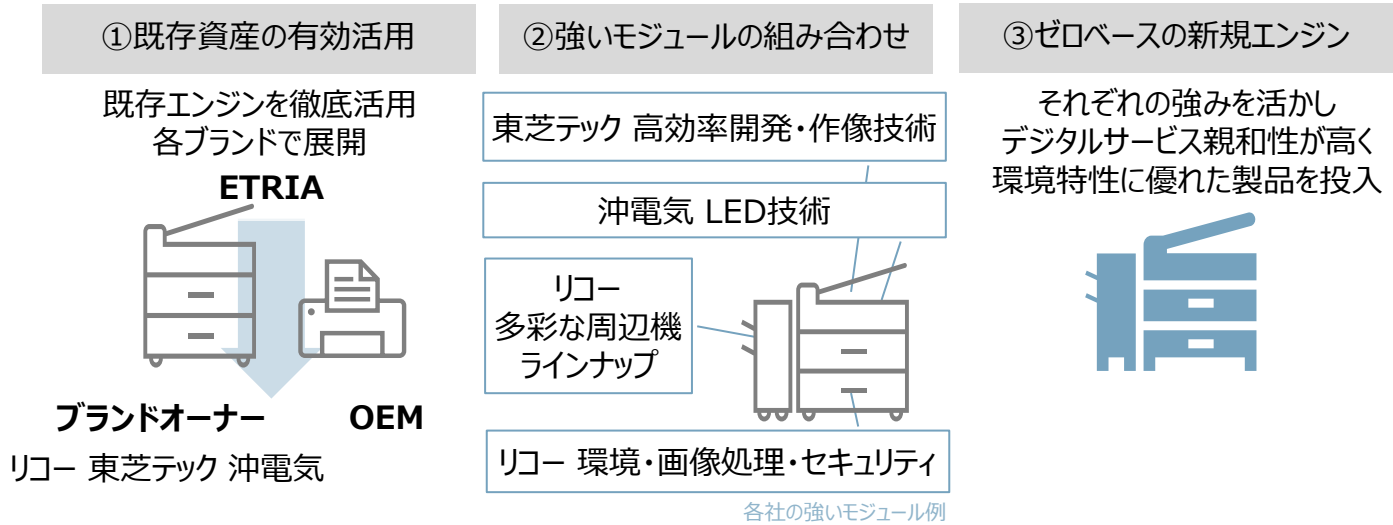 ①既存資産の有効活用
既存エンジンを徹底活用
各ブランドで展開
ETRIA
ブランドオーナー
OEM
リコー 東芝テック 沖電気
②強いモジュールの組み合わせ
東芝テック 高効率開発・作像技術
沖電気 LED技術
リコー
多彩な周辺機
ラインナップ
リコー 環境・画像処理・セキュリティ
各社の強いモジュール例
③ゼロベースの新規エンジン
それぞれの強みを活かし
デジタルサービス親和性が高く
環境特性に優れた製品を投入